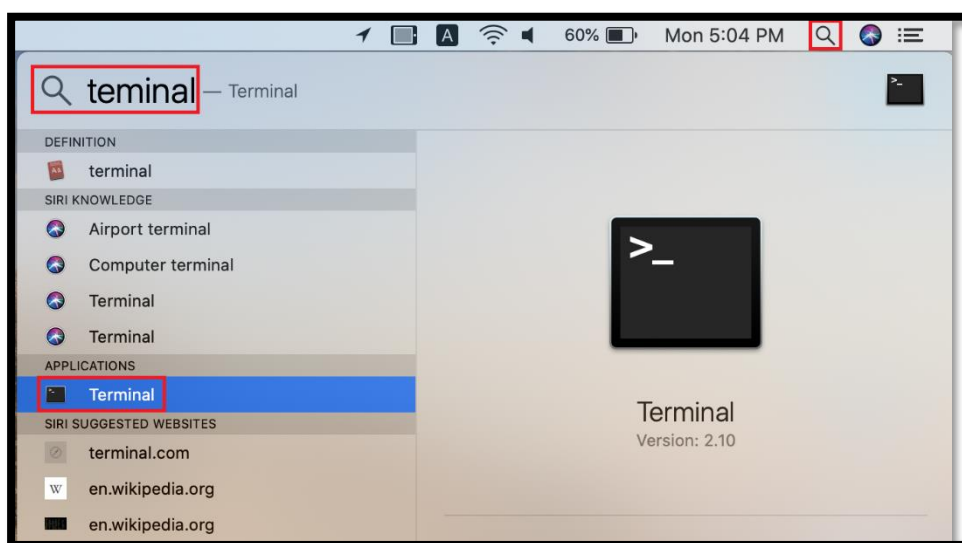 A 60% Mon 5:04 PM
teminal — Terminal
DEFINITION
terminal
SIRI KNOWLEDGE
Airport terminal
Computer terminal
Terminal
Terminal
APPLICATIONS
Terminal
SIRI SUGGESTED WEBSITES
terminal.com
W en.wikipedia.org
en.wikipedia.org
>_
Terminal
Version: 2.10